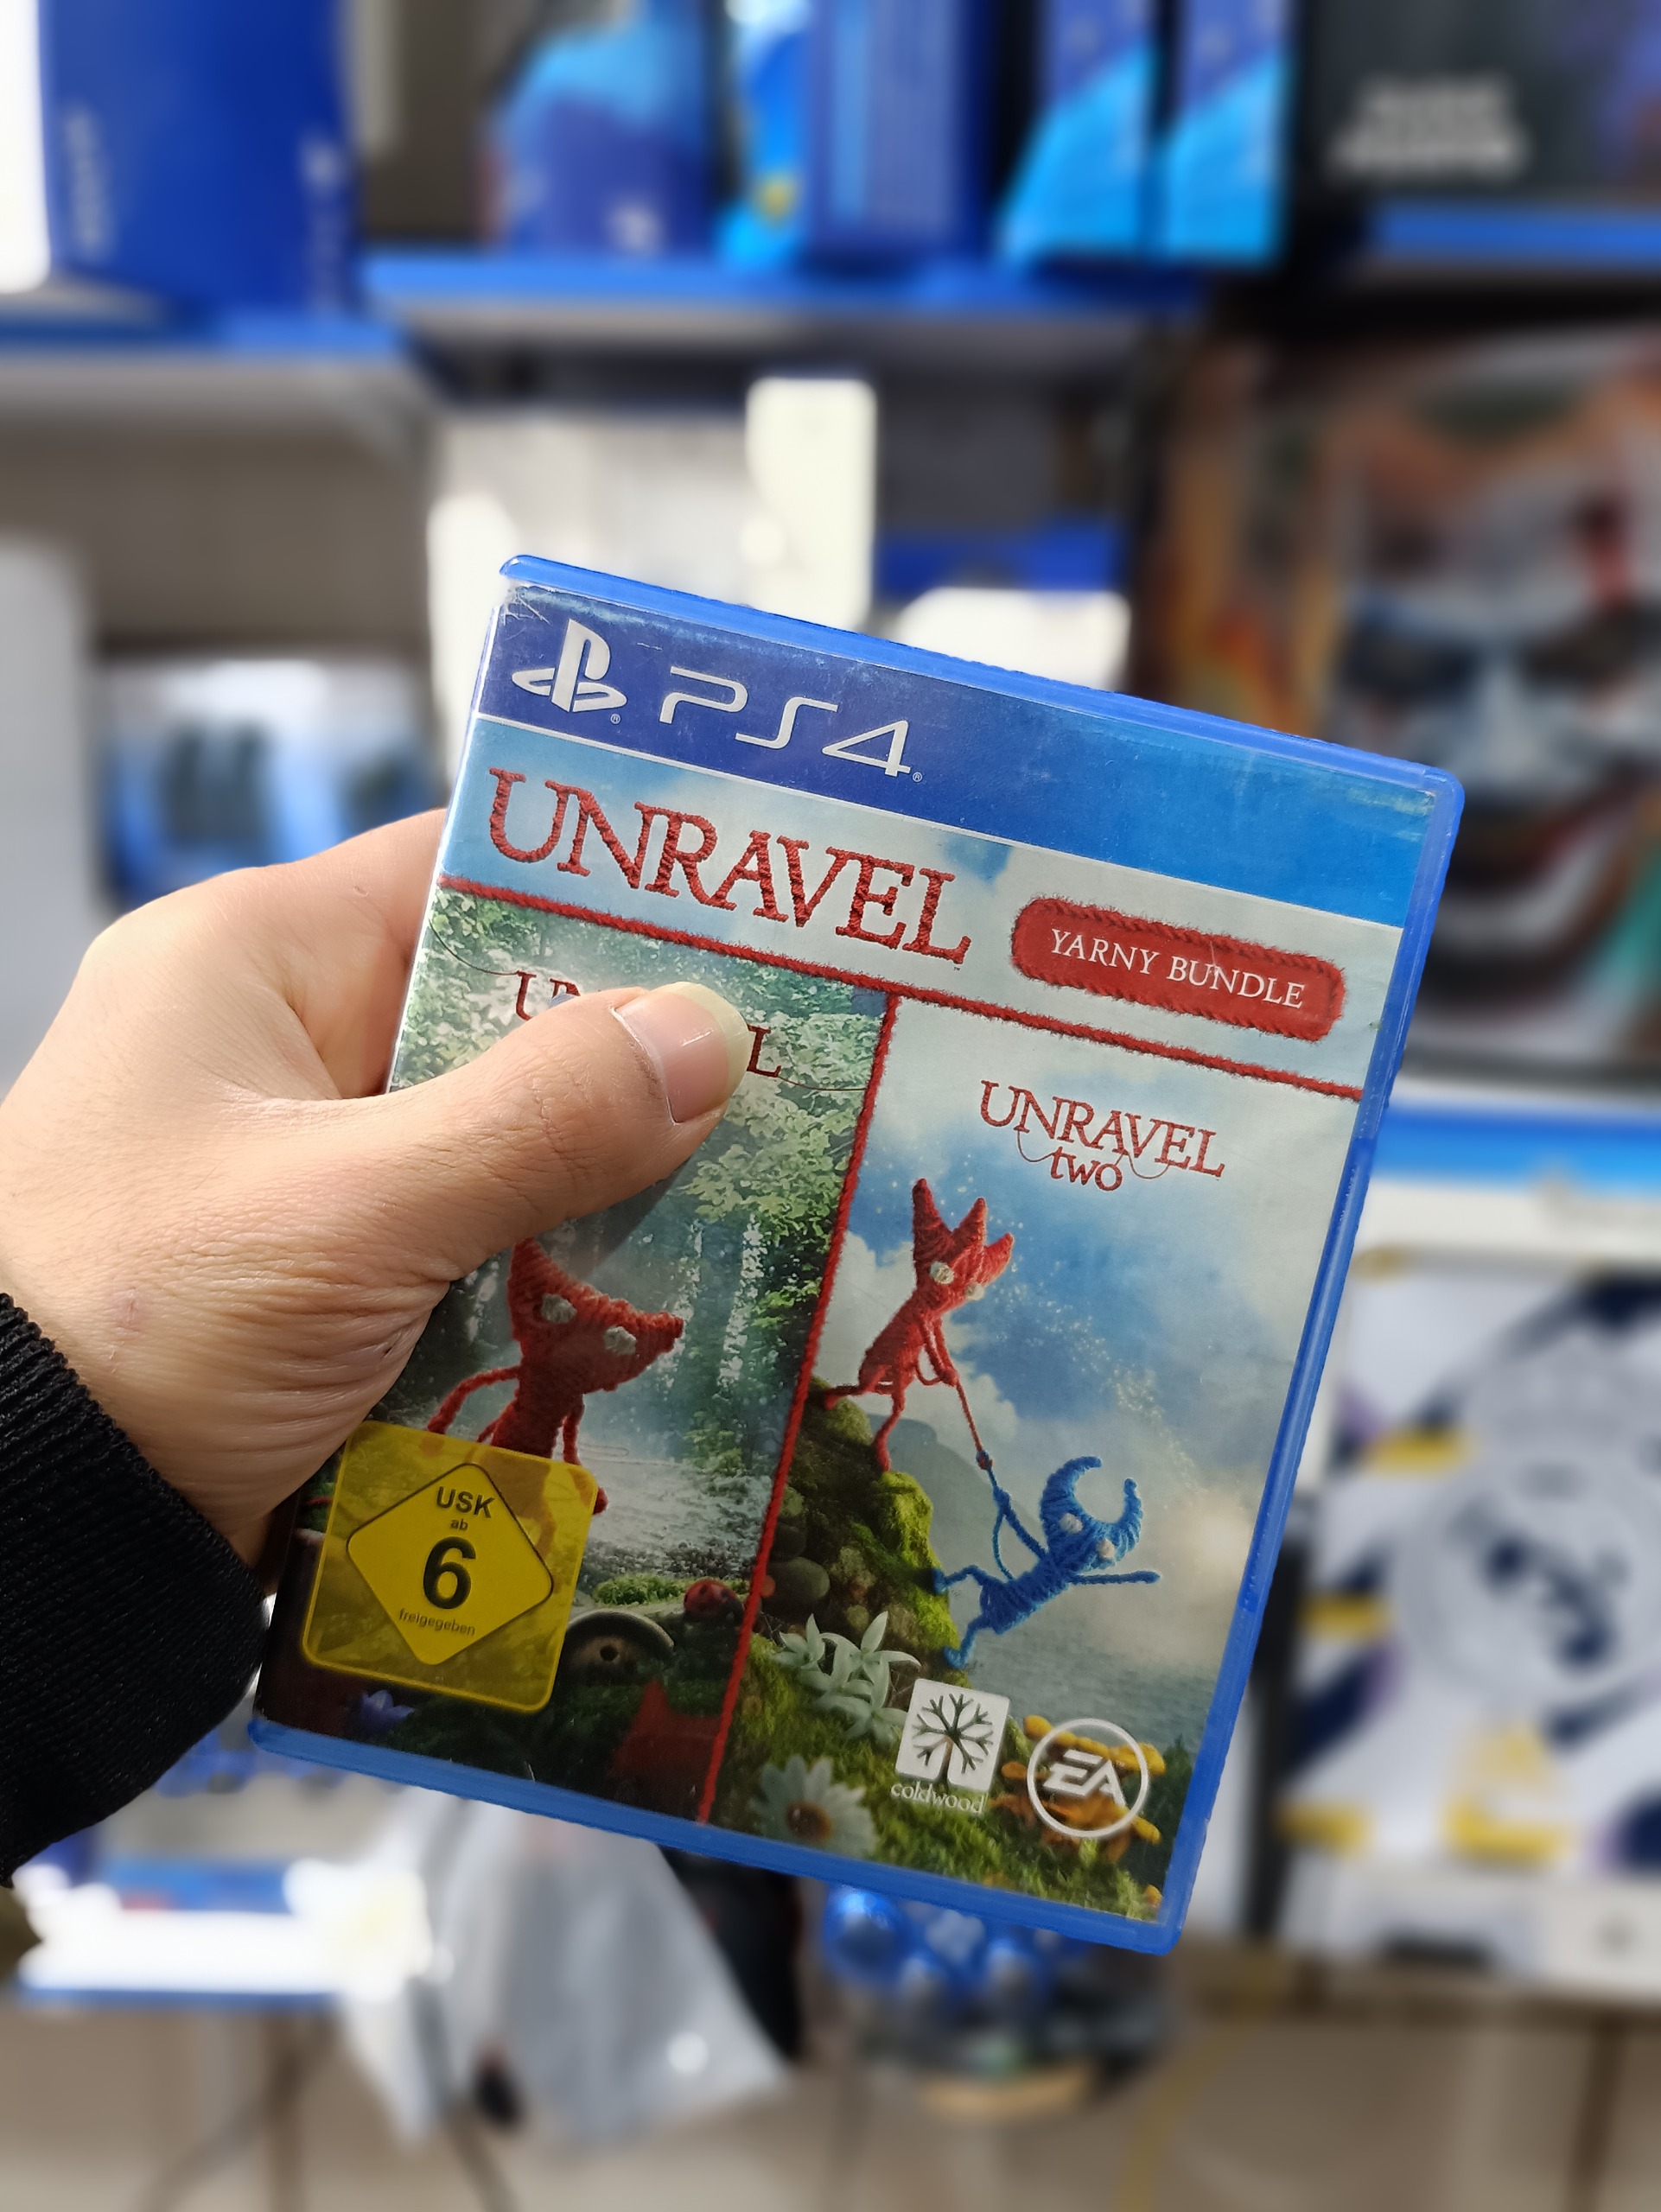 PS4
UNRAVEL
YARNY BUNDLE
UNRAVEL
two
USK
ab
6
freigegeben
coldwood
EA